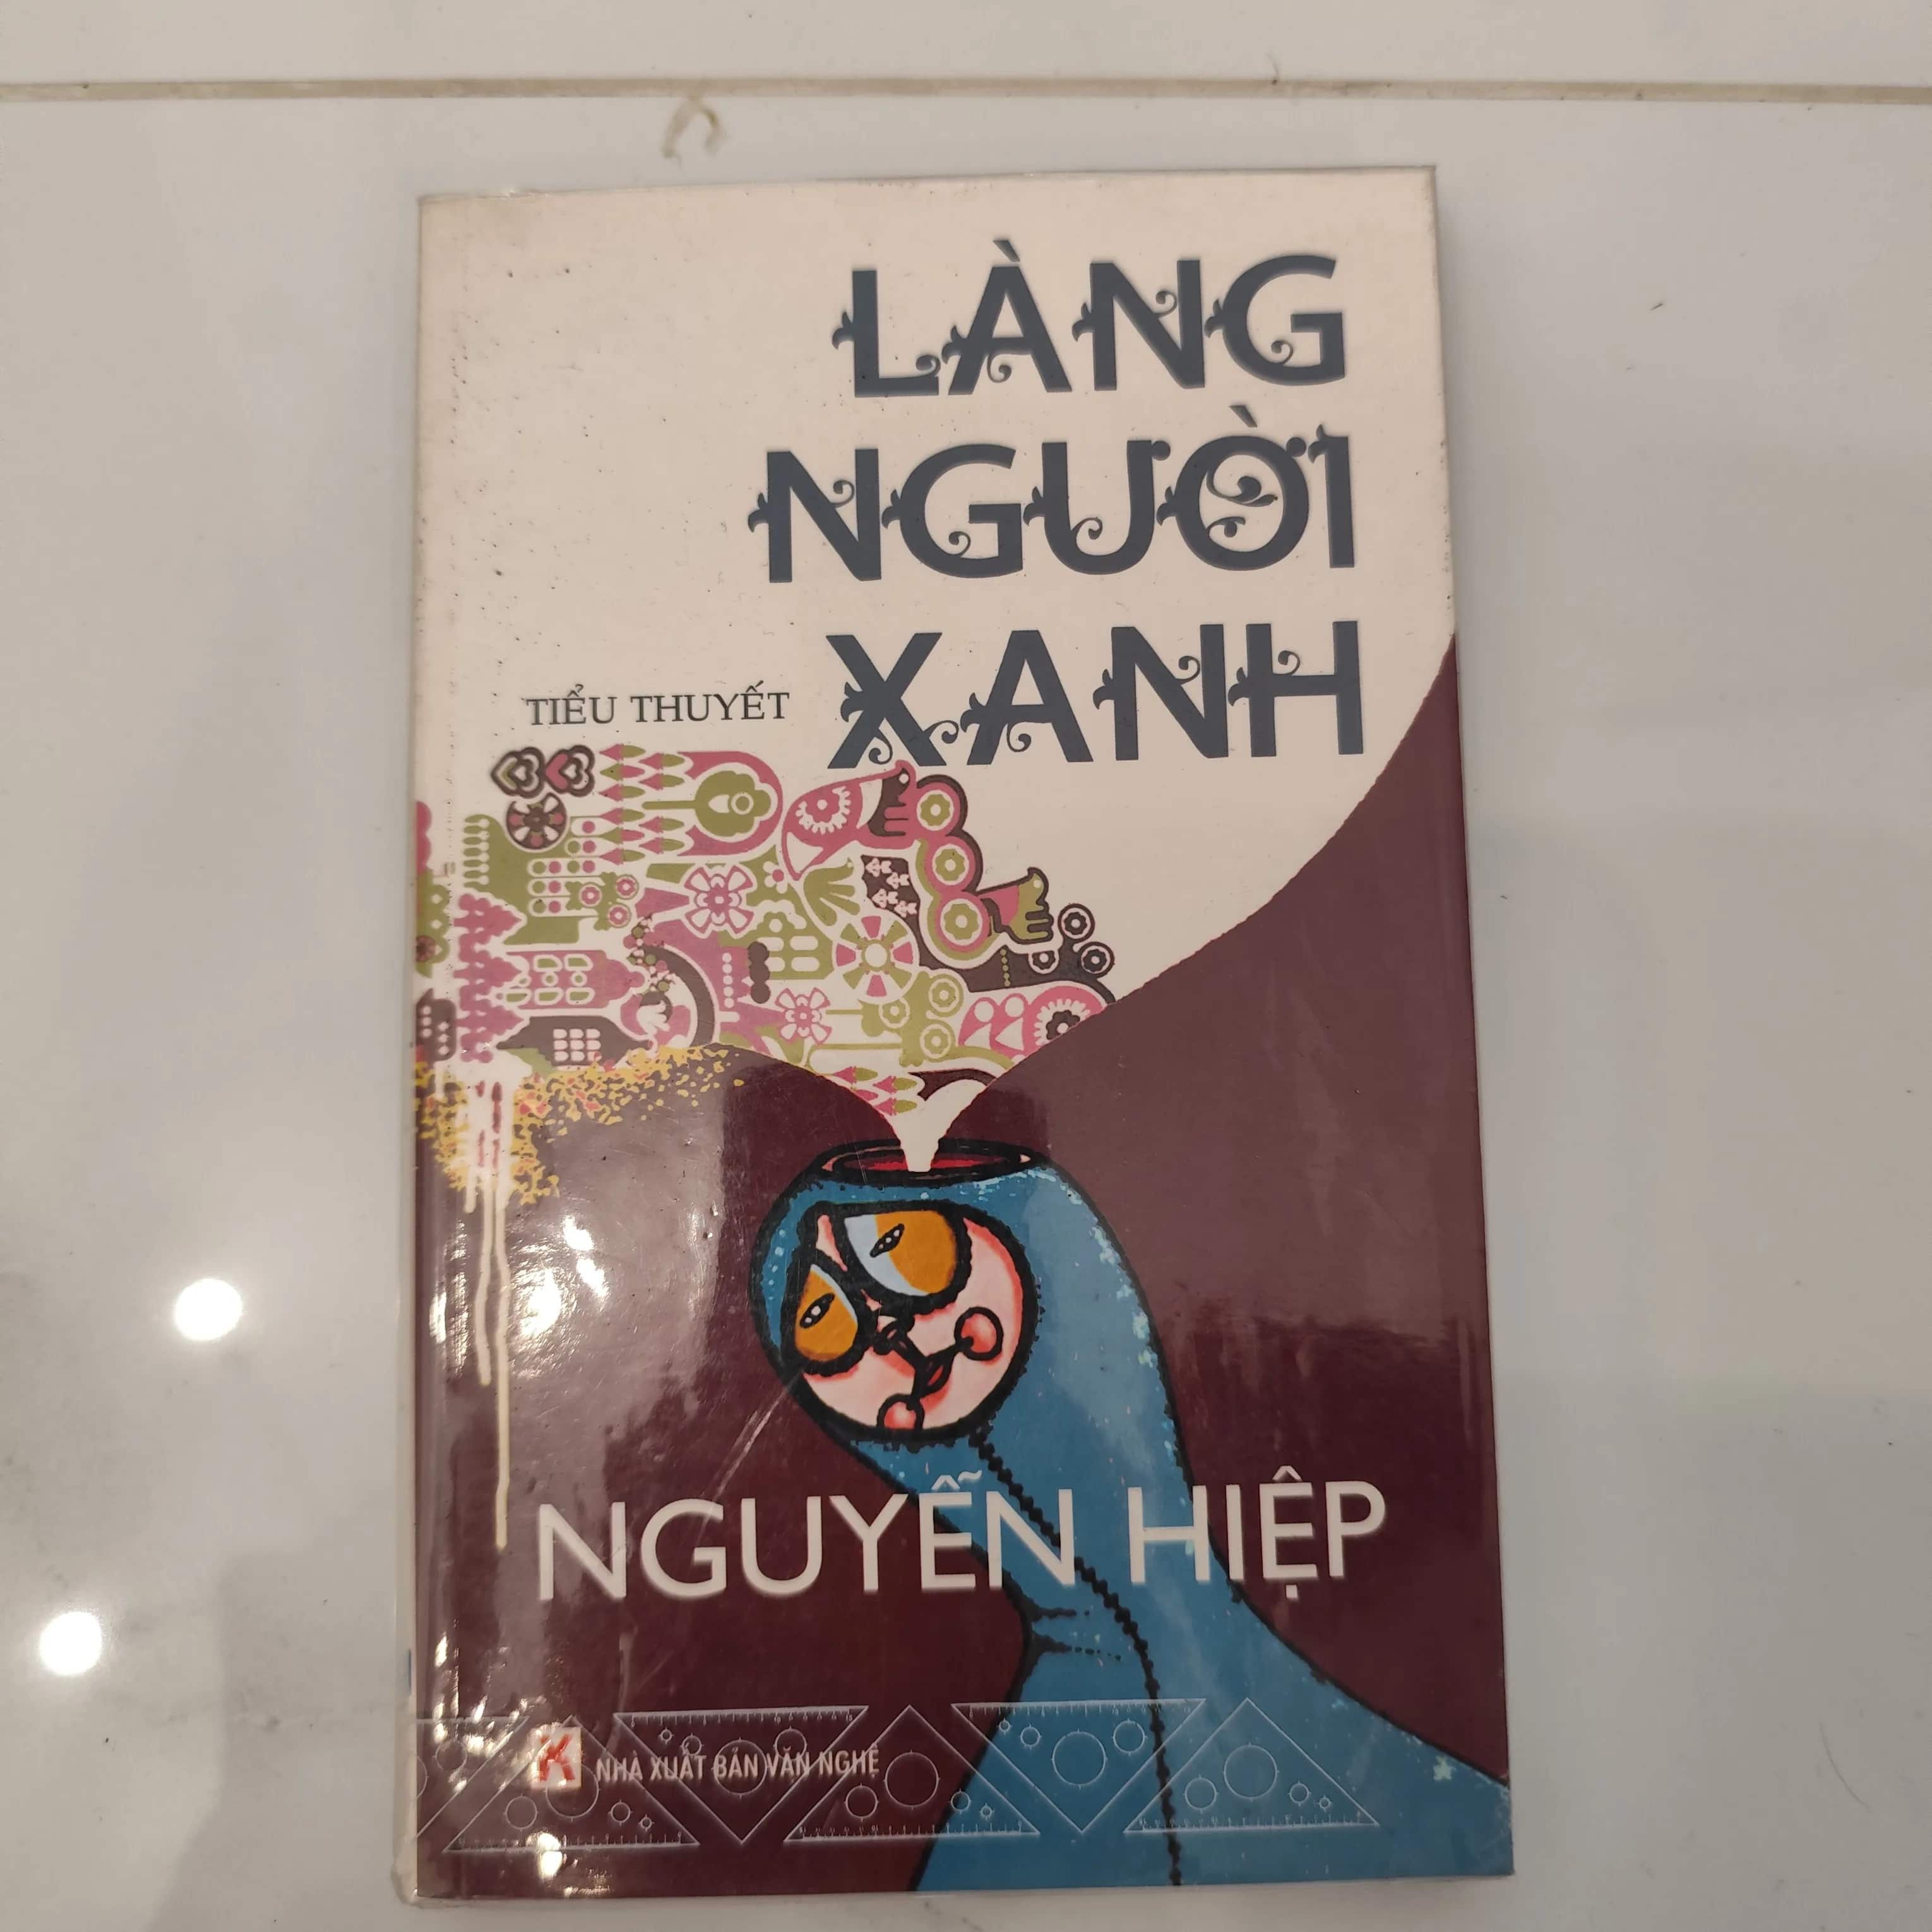 LÀNG
NGƯỜI
XANH
TIỂU THUYẾT
NGUYỄN HIỆP
NHÀ XUẤT BẢN VĂN NGHỆ